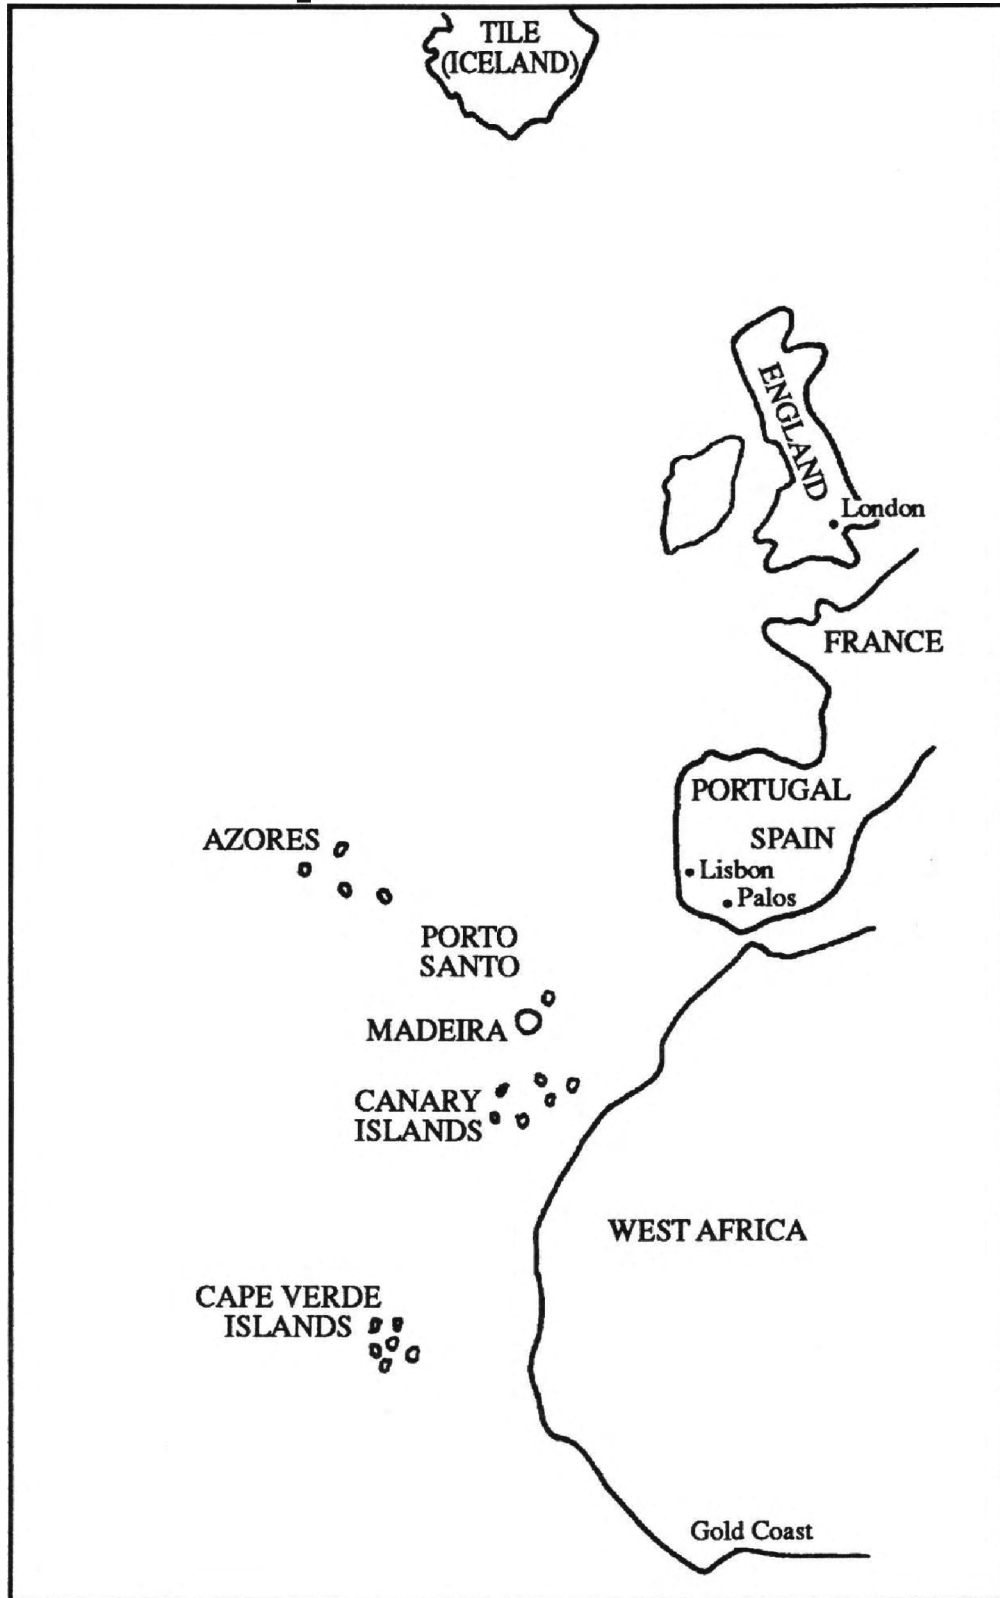 TILE
(ICELAND)
ENGLAND
London
FRANCE
PORTUGAL
SPAIN
AZORES
Lisbon
Palos
PORTO
SANTO
MADEIRA
CANARY
ISLANDS
WEST AFRICA
CAPE VERDE
ISLANDS
Gold Coast